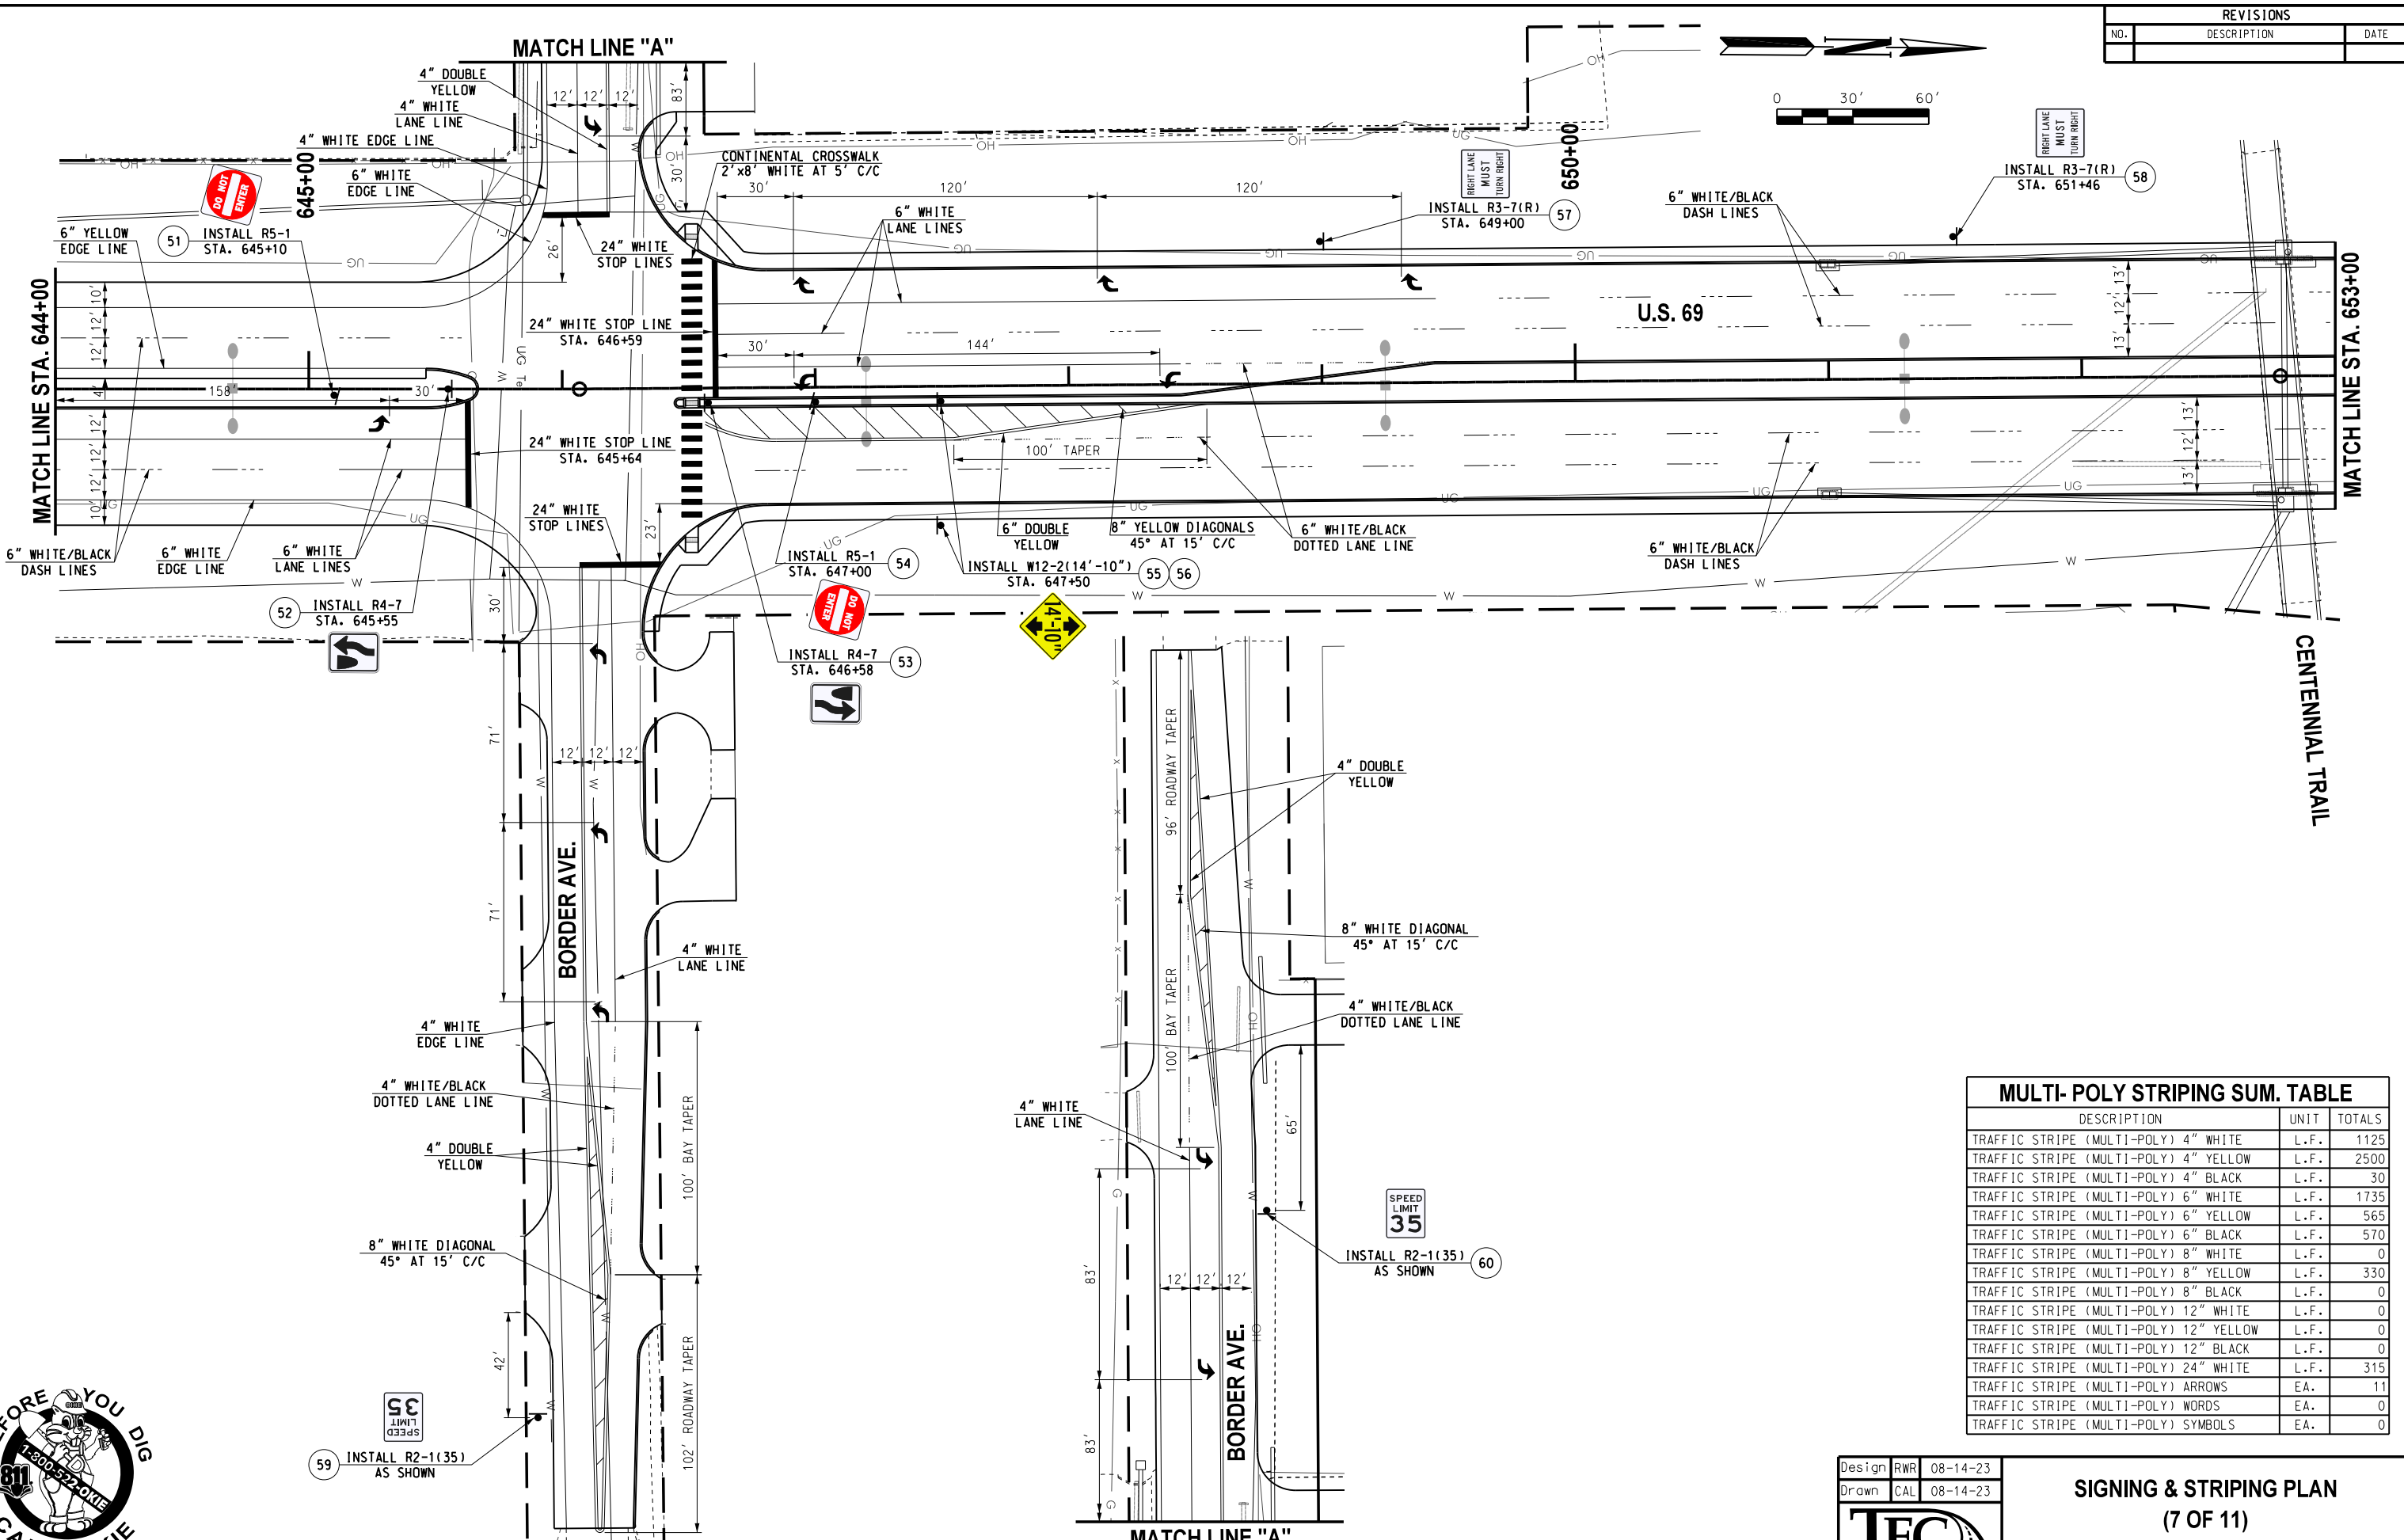 REVISIONS
NO. DESCRIPTION DATE
MATCH LINE "A"
4" DOUBLE
YELLOW
4" WHITE
LANE LINE
4" WHITE EDGE LINE
6" WHITE
EDGE LINE
12' 12' 12'
83'
30'
645+00
DO NOT
ENTER
CONTINENTAL CROSSWALK
2'x8' WHITE AT 5' C/C
30' 120' 120'
0 30' 60'
650+00
RIGHT LANE
MUST
TURN RIGHT
INSTALL R3-7(R)
STA. 649+00
57
RIGHT LANE
MUST
TURN RIGHT
INSTALL R3-7(R)
STA. 651+46
58
6" YELLOW
EDGE LINE
51
INSTALL R5-1
STA. 645+10
26'
24" WHITE
STOP LINES
6" WHITE
LANE LINES
6" WHITE/BLACK
DASH LINES
MATCH LINE STA. 644+00
10'
12'
12'
4'
12'
12'
12'
10'
158' 30'
24" WHITE STOP LINE
STA. 646+59
30' 144'
U.S. 69
13'
12'
13'
13'
12'
13'
MATCH LINE STA. 653+00
24" WHITE STOP LINE
STA. 645+64
100' TAPER
24" WHITE
STOP LINES
23'
6" WHITE/BLACK
DASH LINES
6" WHITE
EDGE LINE
6" WHITE
LANE LINES
52
INSTALL R4-7
STA. 645+55
30'
INSTALL R5-1
STA. 647+00
54
DO NOT
ENTER
INSTALL R4-7
STA. 646+58
53
INSTALL W12-2(14'-10")
STA. 647+50
55
56
14'-10"
6" DOUBLE
YELLOW
8" YELLOW DIAGONALS
45° AT 15' C/C
6" WHITE/BLACK
DOTTED LANE LINE
6" WHITE/BLACK
DASH LINES
CENTENNIAL TRAIL
71'
12' 12' 12'
71'
BORDER AVE.
4" WHITE
LANE LINE
4" WHITE
EDGE LINE
4" WHITE/BLACK
DOTTED LANE LINE
4" DOUBLE
YELLOW
100' BAY TAPER
8" WHITE DIAGONAL
45° AT 15' C/C
42'
102' ROADWAY TAPER
SPEED
LIMIT
35
59
INSTALL R2-1(35)
AS SHOWN
96' ROADWAY TAPER
4" DOUBLE
YELLOW
8" WHITE DIAGONAL
45° AT 15' C/C
100' BAY TAPER
4" WHITE/BLACK
DOTTED LANE LINE
4" WHITE
LANE LINE
65'
SPEED
LIMIT
35
INSTALL R2-1(35)
AS SHOWN
60
83'
12' 12' 12'
83'
BORDER AVE.
MATCH LINE "A"
MULTI- POLY STRIPING SUM. TABLE
DESCRIPTION UNIT TOTALS
TRAFFIC STRIPE (MULTI-POLY) 4" WHITE L.F. 1125
TRAFFIC STRIPE (MULTI-POLY) 4" YELLOW L.F. 2500
TRAFFIC STRIPE (MULTI-POLY) 4" BLACK L.F. 30
TRAFFIC STRIPE (MULTI-POLY) 6" WHITE L.F. 1735
TRAFFIC STRIPE (MULTI-POLY) 6" YELLOW L.F. 565
TRAFFIC STRIPE (MULTI-POLY) 6" BLACK L.F. 570
TRAFFIC STRIPE (MULTI-POLY) 8" WHITE L.F. 0
TRAFFIC STRIPE (MULTI-POLY) 8" YELLOW L.F. 330
TRAFFIC STRIPE (MULTI-POLY) 8" BLACK L.F. 0
TRAFFIC STRIPE (MULTI-POLY) 12" WHITE L.F. 0
TRAFFIC STRIPE (MULTI-POLY) 12" YELLOW L.F. 0
TRAFFIC STRIPE (MULTI-POLY) 12" BLACK L.F. 0
TRAFFIC STRIPE (MULTI-POLY) 24" WHITE L.F. 315
TRAFFIC STRIPE (MULTI-POLY) ARROWS EA. 11
TRAFFIC STRIPE (MULTI-POLY) WORDS EA. 0
TRAFFIC STRIPE (MULTI-POLY) SYMBOLS EA. 0
Design RWR 08-14-23
Drawn CAL 08-14-23
TEC
SIGNING & STRIPING PLAN
(7 OF 11)
YOU DIG
1-800-522-OKIE
811